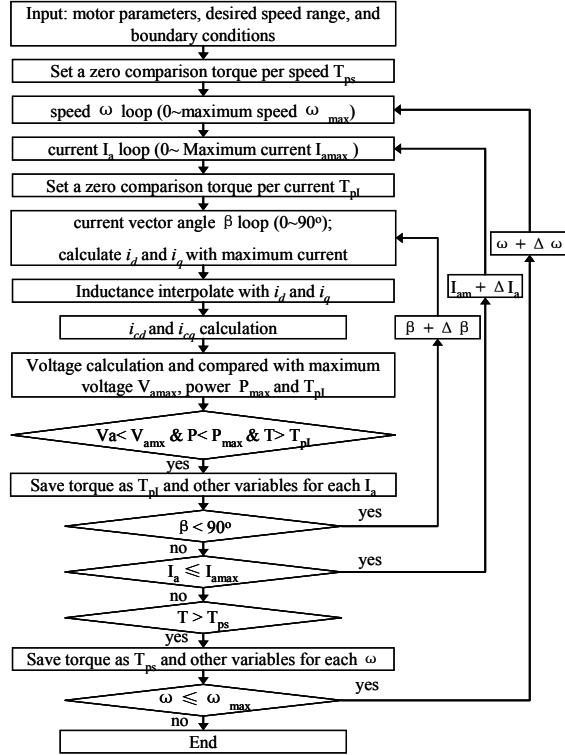 Input: motor parameters, desired speed range, and
boundary conditions
Set a zero comparison torque per speed Tps
speed ω loop (0~maximum speed ω max)
current Ia loop (0~ Maximum current Iamax )
Set a zero comparison torque per current TpI
current vector angle β loop (0~90º);
calculate id and iq with maximum current
ω + Δ ω
Iam + Δ Ia
Inductance interpolate with id and iq
icd and icq calculation
β + Δ β
Voltage calculation and compared with maximum
voltage Vamax, power Pmax and TpI
Va< Vamx & P< Pmax & T> TpI
yes
Save torque as TpI and other variables for each Ia
β < 90º
yes
no
Ia ≤ Iamax
yes
no
T > Tps
yes
Save torque as Tps and other variables for each ω
ω ≤ ω max
yes
no
End